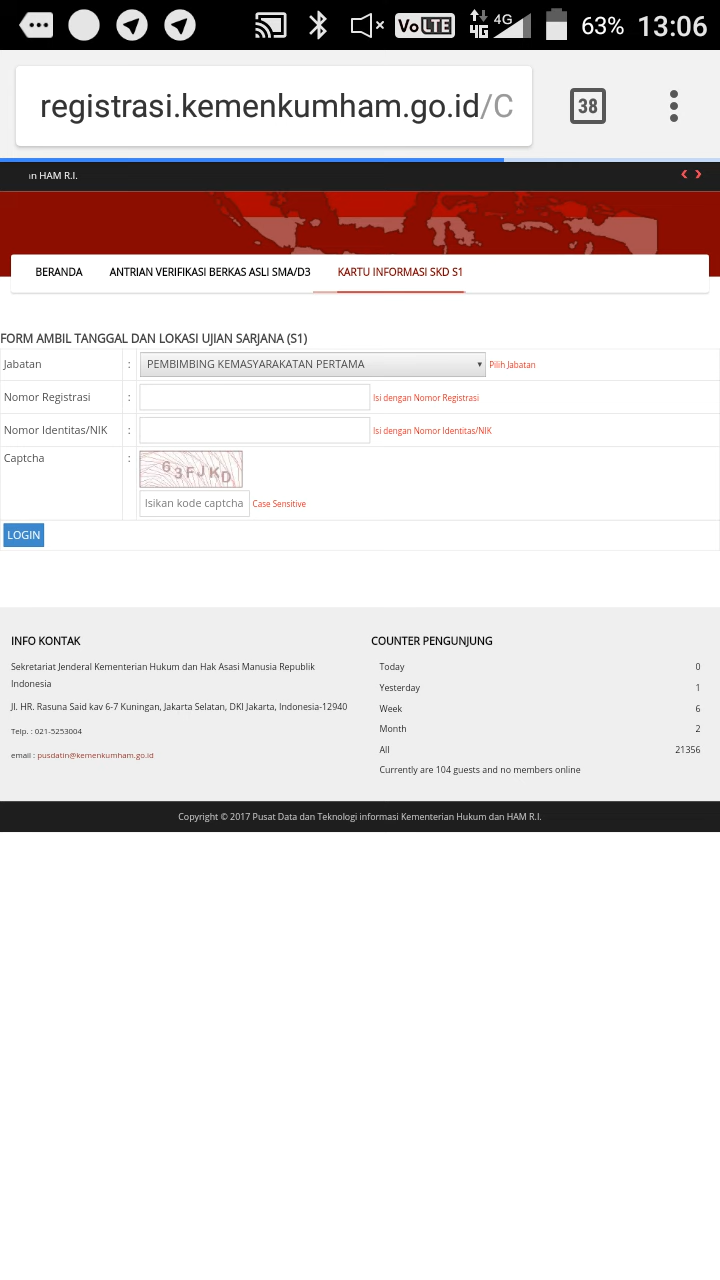 Vo LTE 4G 4G 63% 13:06
registrasi.kemenkumham.go.id/C
38
an HAM R.I.
BERANDA ANTRIAN VERIFIKASI BERKAS ASLI SMA/D3 KARTU INFORMASI SKD S1
FORM AMBIL TANGGAL DAN LOKASI UJIAN SARJANA (S1)
Jabatan : PEMBIMBING KEMASYARAKATAN PERTAMA Pilih Jabatan
Nomor Registrasi : Isi dengan Nomor Registrasi
Nomor Identitas/NIK : Isi dengan Nomor Identitas/NIK
Captcha : 63FJKD
Isikan kode captcha Case Sensitive
LOGIN
INFO KONTAK
Sekretariat Jenderal Kementerian Hukum dan Hak Asasi Manusia Republik
Indonesia
Jl. HR. Rasuna Said kav 6-7 Kuningan, Jakarta Selatan, DKI Jakarta, Indonesia-12940
Telp. : 021-5253004
email : pusdatin@kemenkumham.go.id
COUNTER PENGUNJUNG
Today 0
Yesterday 1
Week 6
Month 2
All 21356
Currently are 104 guests and no members online
Copyright © 2017 Pusat Data dan Teknologi informasi Kementerian Hukum dan HAM R.I.